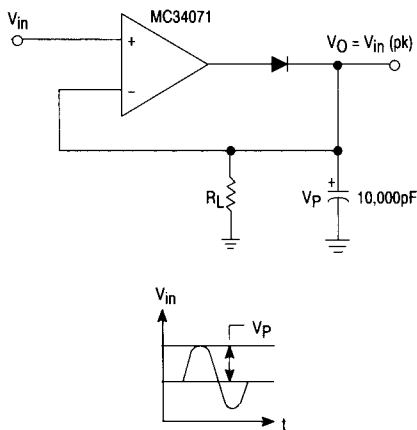 MC34071
Vin
VO = Vin (pk)
+
−
RL
+
VP
10,000pF
Vin
VP
t